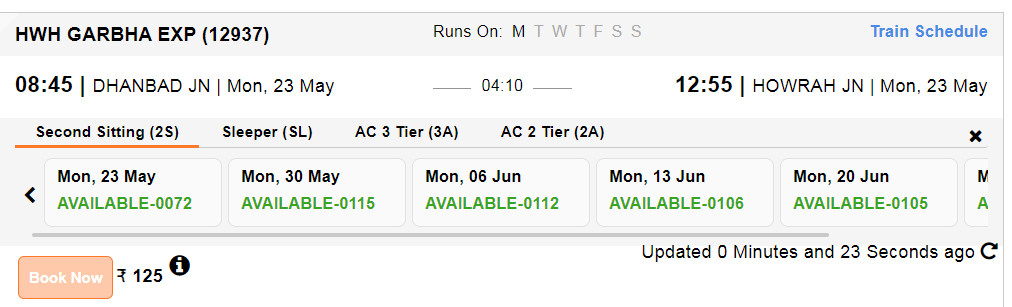 HWH GARBHA EXP (12937) Runs On: M T W T F S S Train Schedule
08:45 | DHANBAD JN | Mon, 23 May 04:10 12:55 | HOWRAH JN | Mon, 23 May
Second Sitting (2S) Sleeper (SL) AC 3 Tier (3A) AC 2 Tier (2A)
Mon, 23 May Mon, 30 May Mon, 06 Jun Mon, 13 Jun Mon, 20 Jun
AVAILABLE-0072 AVAILABLE-0115 AVAILABLE-0112 AVAILABLE-0106 AVAILABLE-0105
Updated 0 Minutes and 23 Seconds ago
Book Now ₹ 125